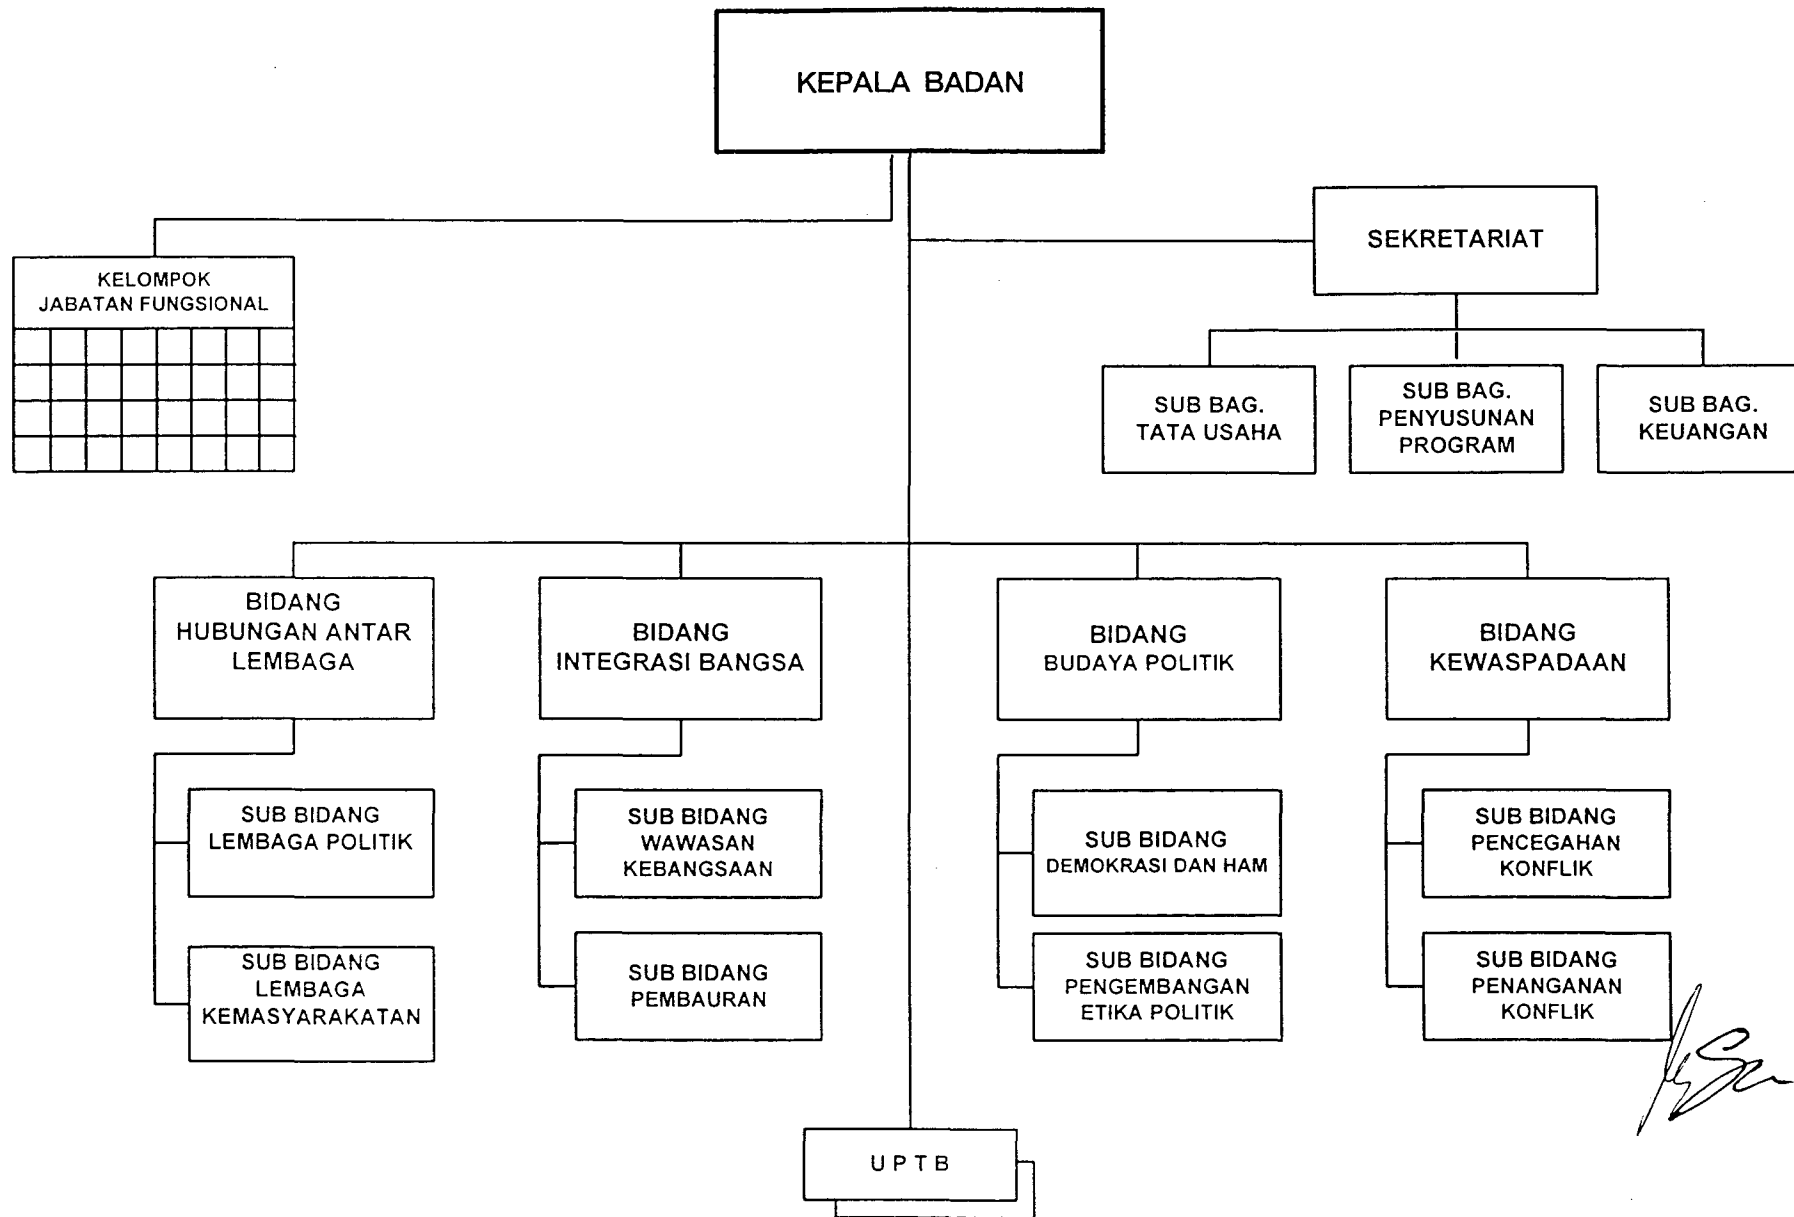 KEPALA BADAN
SEKRETARIAT
KELOMPOK
JABATAN FUNGSIONAL
SUB BAG.
TATA USAHA
SUB BAG.
PENYUSUNAN
PROGRAM
SUB BAG.
KEUANGAN
BIDANG
HUBUNGAN ANTAR
LEMBAGA
BIDANG
INTEGRASI BANGSA
BIDANG
BUDAYA POLITIK
BIDANG
KEWASPADAAN
SUB BIDANG
LEMBAGA POLITIK
SUB BIDANG
WAWASAN
KEBANGSAAN
SUB BIDANG
DEMOKRASI DAN HAM
SUB BIDANG
PENCEGAHAN
KONFLIK
SUB BIDANG
LEMBAGA
KEMASYARAKATAN
SUB BIDANG
PEMBAURAN
SUB BIDANG
PENGEMBANGAN
ETIKA POLITIK
SUB BIDANG
PENANGANAN
KONFLIK
U P T B